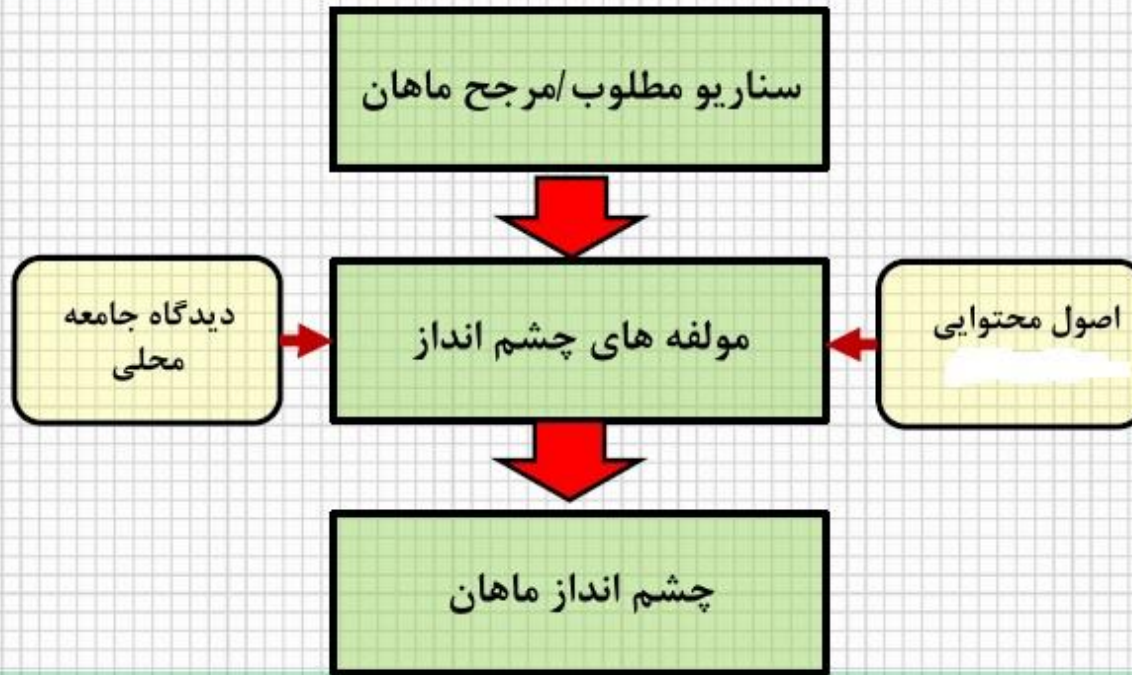 سناریو مطلوب/مرجح ماهان
اصول محتوایی
مولفه های چشم انداز
دیدگاه جامعه
محلی
چشم انداز ماهان